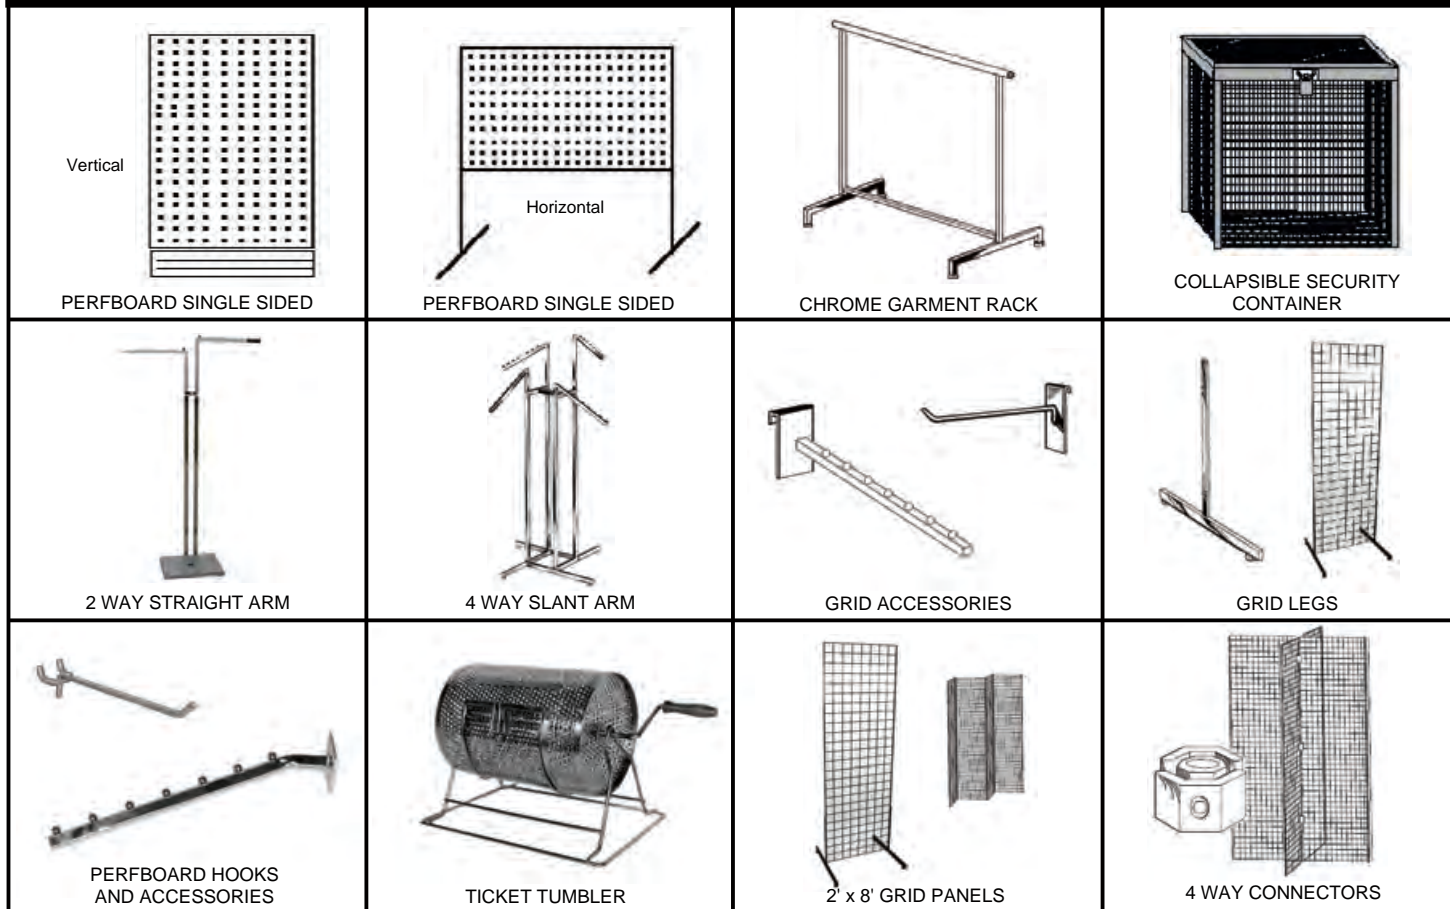 Vertical
PERFBOARD SINGLE SIDED
Horizontal
PERFBOARD SINGLE SIDED
CHROME GARMENT RACK
COLLAPSIBLE SECURITY
CONTAINER
2 WAY STRAIGHT ARM
4 WAY SLANT ARM
GRID ACCESSORIES
GRID LEGS
PERFBOARD HOOKS
AND ACCESSORIES
TICKET TUMBLER
2' x 8' GRID PANELS
4 WAY CONNECTORS